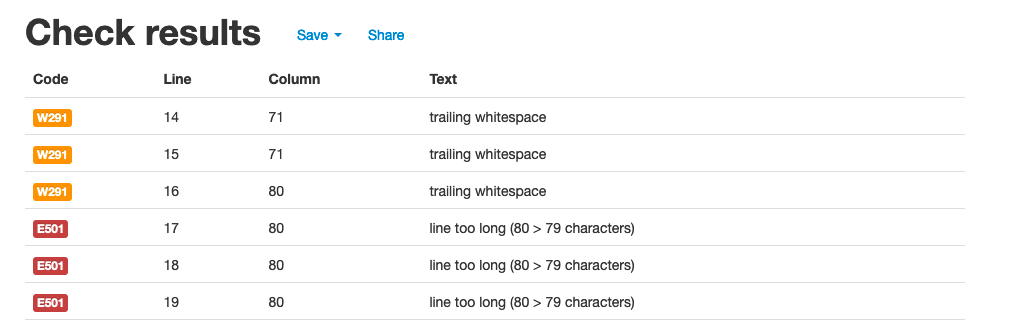 Check results Save Share
Code Line Column Text
W291 14 71 trailing whitespace
W291 15 71 trailing whitespace
W291 16 80 trailing whitespace
E501 17 80 line too long (80 > 79 characters)
E501 18 80 line too long (80 > 79 characters)
E501 19 80 line too long (80 > 79 characters)